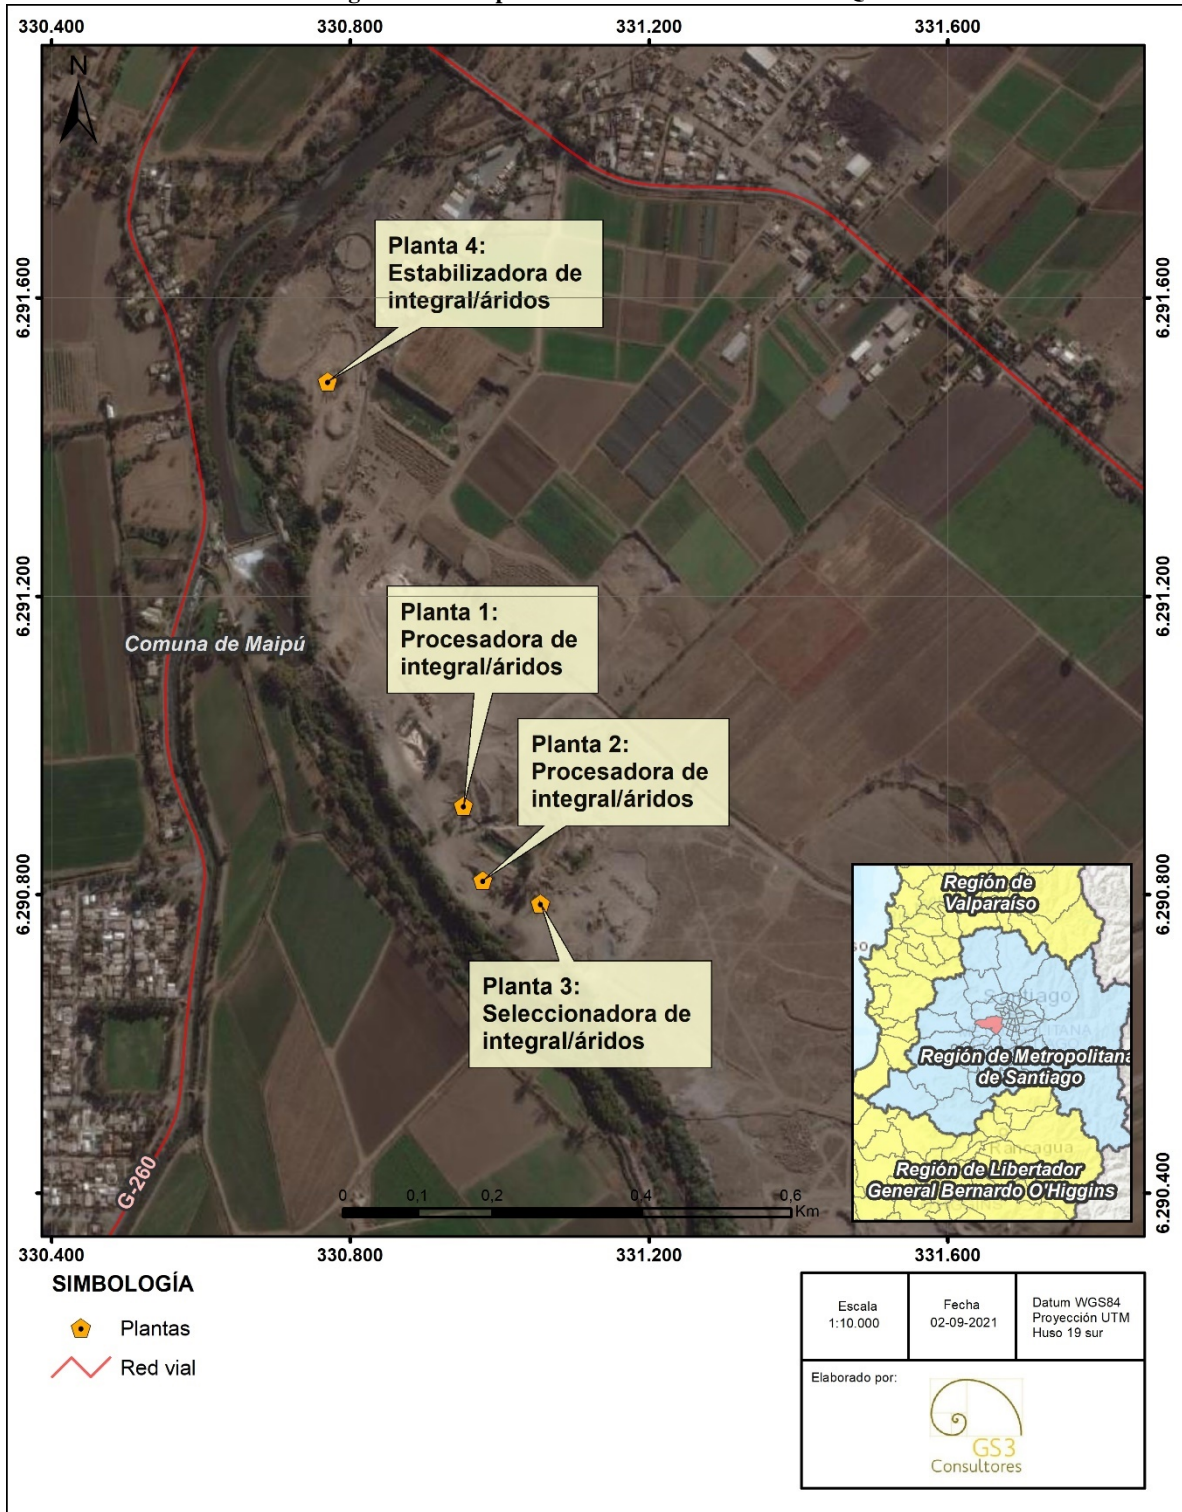 330.400
330.800
331.200
331.600
N
Planta 4:
Estabilizadora de
integral/áridos
6.291.600
6.291.600
Planta 1:
Procesadora de
integral/áridos
6.291.200
6.291.200
Comuna de Maipú
Planta 2:
Procesadora de
integral/áridos
6.290.800
6.290.800
Planta 3:
Seleccionadora de
integral/áridos
Región de
Valparaíso
Santiago
Región de Metropolitana
de Santiago
Rancagua
Región de Libertador
General Bernardo O'Higgins
6.290.400
G-260
0 0,1 0,2 0,4 0,6
Km
330.400
330.800
331.200
331.600
SIMBOLOGÍA
Plantas
Red vial
Escala
1:10.000
Fecha
02-09-2021
Datum WGS84
Proyección UTM
Huso 19 sur
Elaborado por:
GS3
Consultores